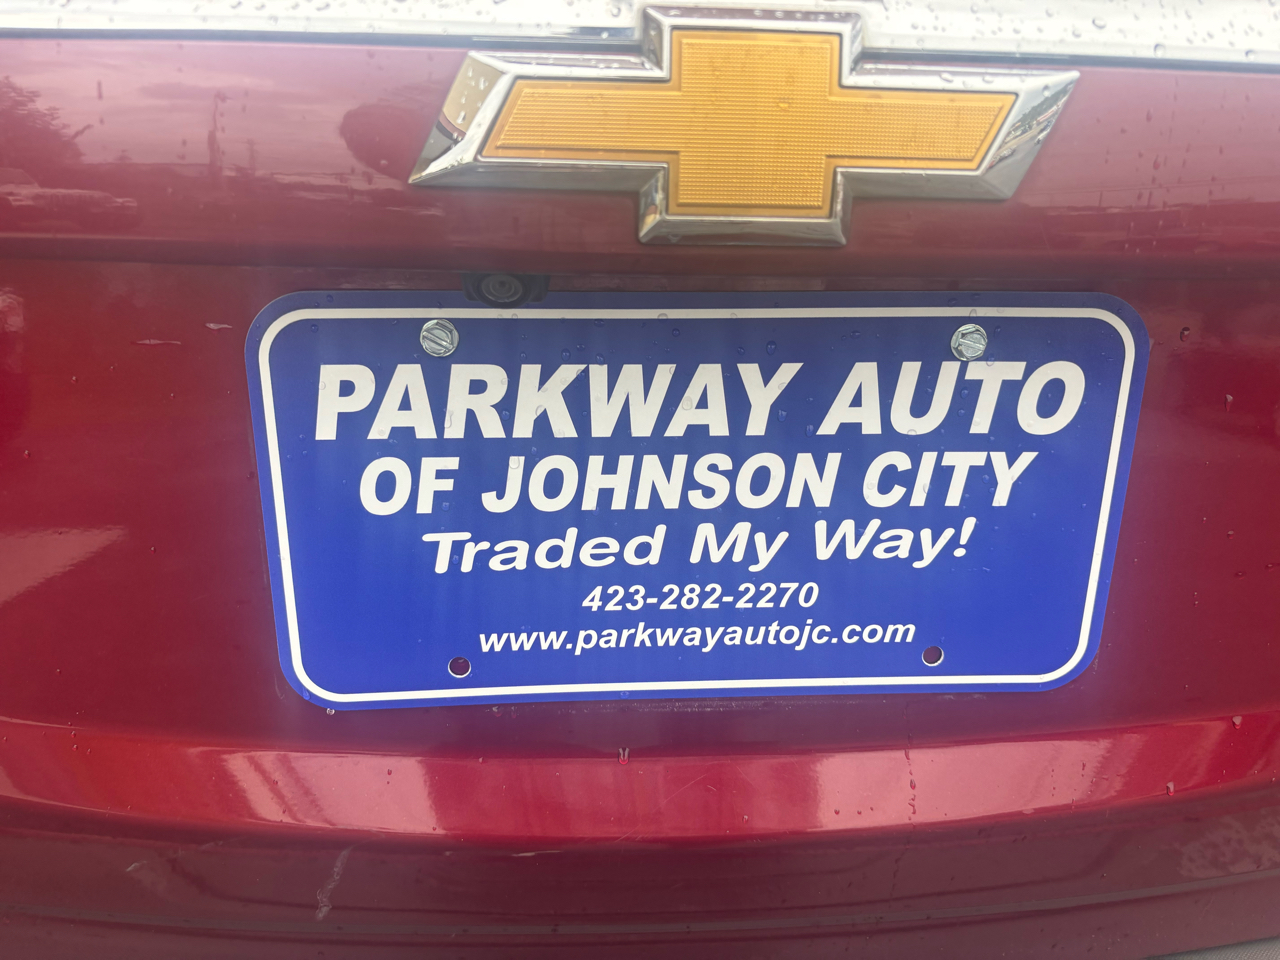 PARKWAY AUTO
OF JOHNSON CITY
Traded My Way!
423-282-2270
www.parkwayautojc.com